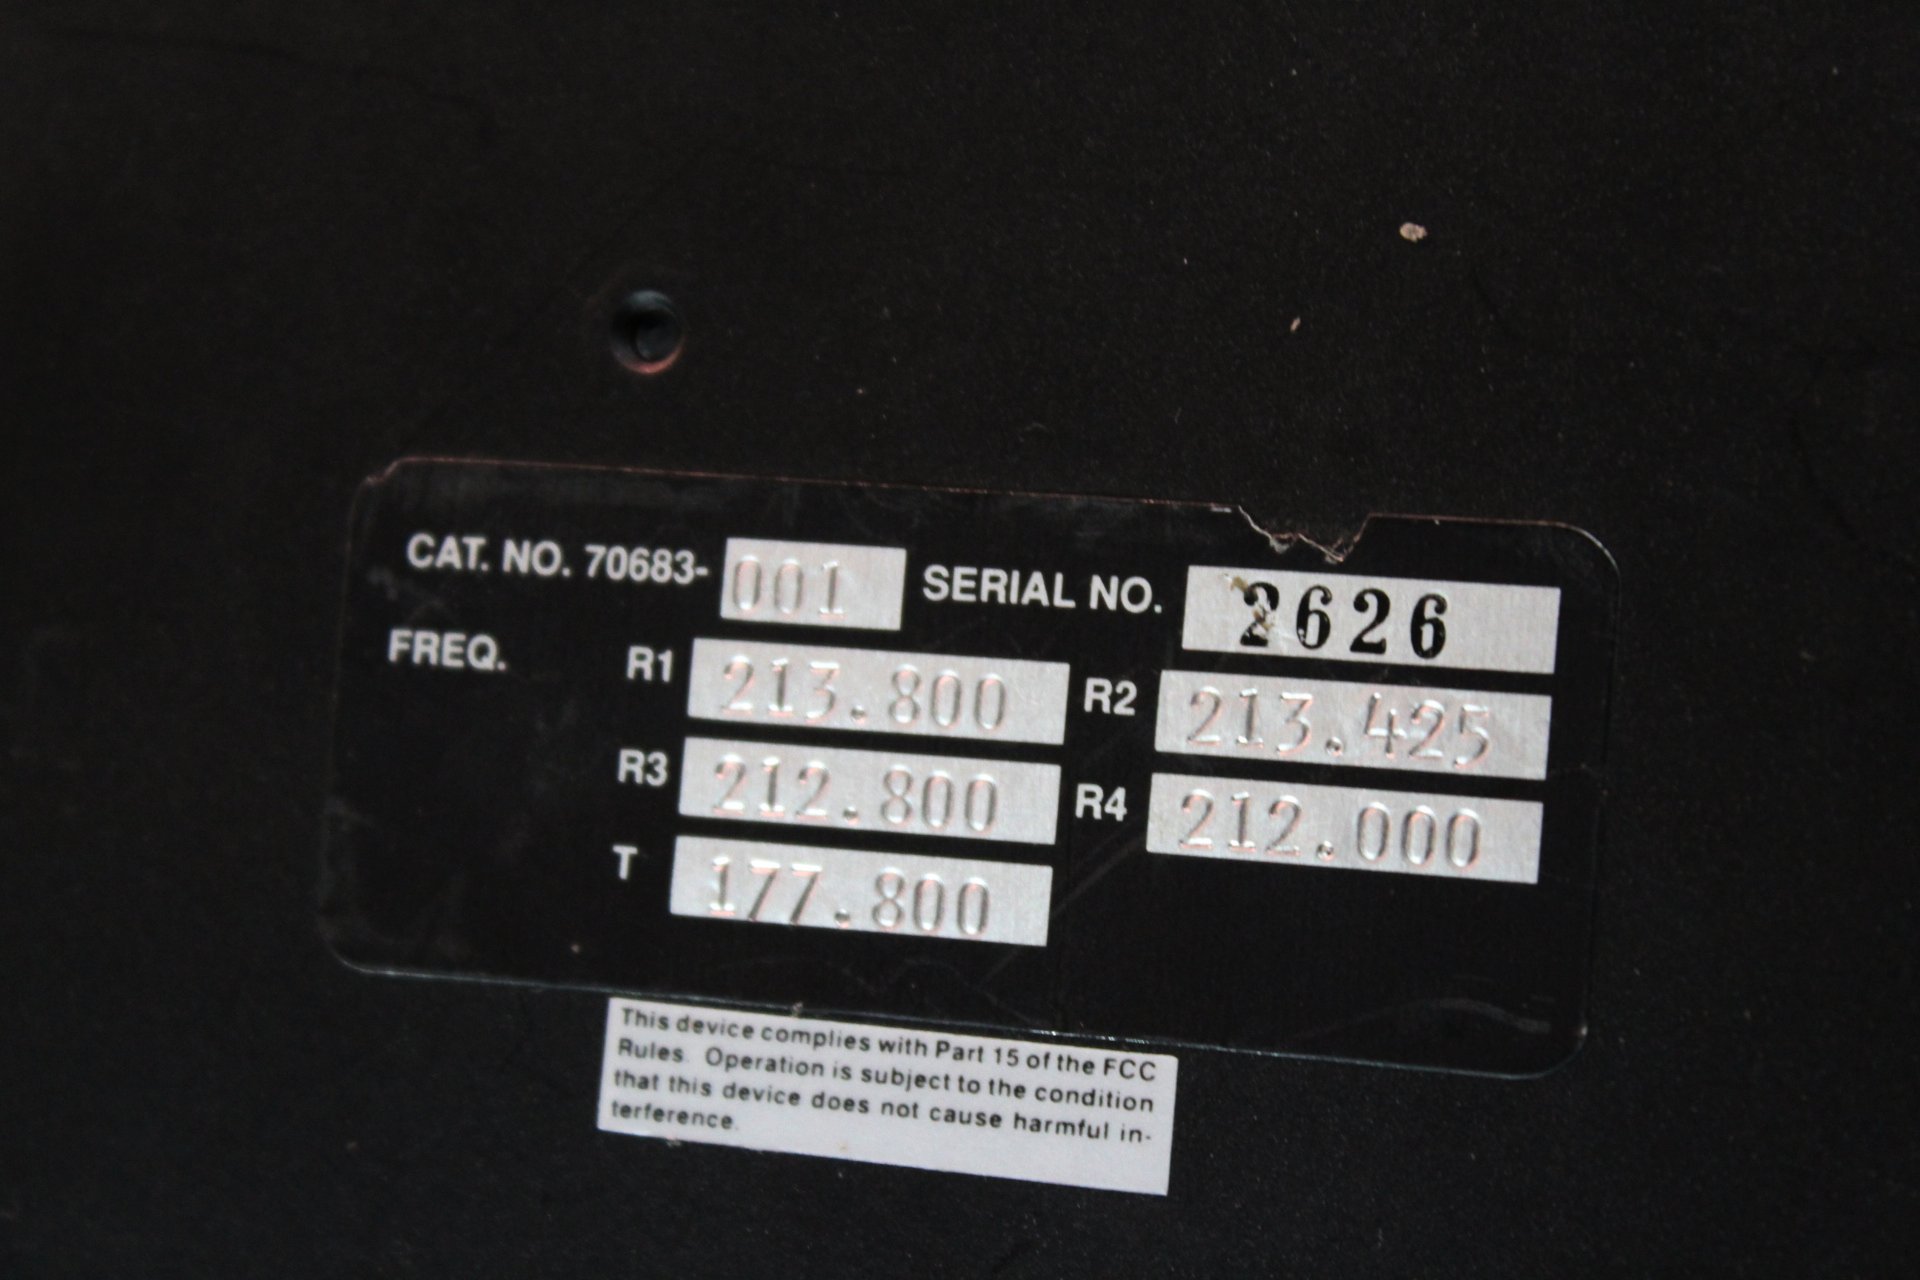 CAT. NO. 70683- 001 SERIAL NO. 2626
FREQ. R1 213.800 R2 213.425
R3 212.800 R4 212.000
T 177.800
This device complies with Part 15 of the FCC
Rules. Operation is subject to the condition
that this device does not cause harmful in-
terference.